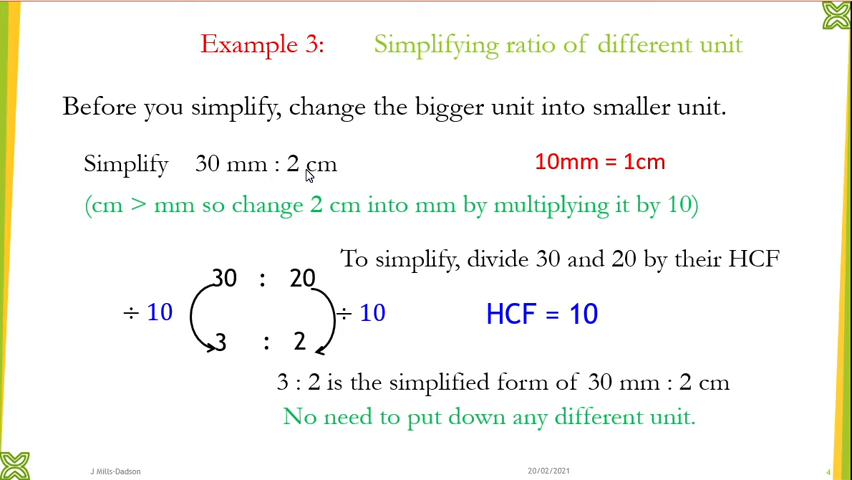 Example 3: Simplifying ratio of different unit
Before you simplify, change the bigger unit into smaller unit.
Simplify 30 mm : 2 cm 10mm = 1cm
(cm > mm so change 2 cm into mm by multiplying it by 10)
To simplify, divide 30 and 20 by their HCF
30 : 20
÷ 10 ÷ 10 HCF = 10
3 : 2
3 : 2 is the simplified form of 30 mm : 2 cm
No need to put down any different unit.
J Mills-Dadson 20/02/2021 4